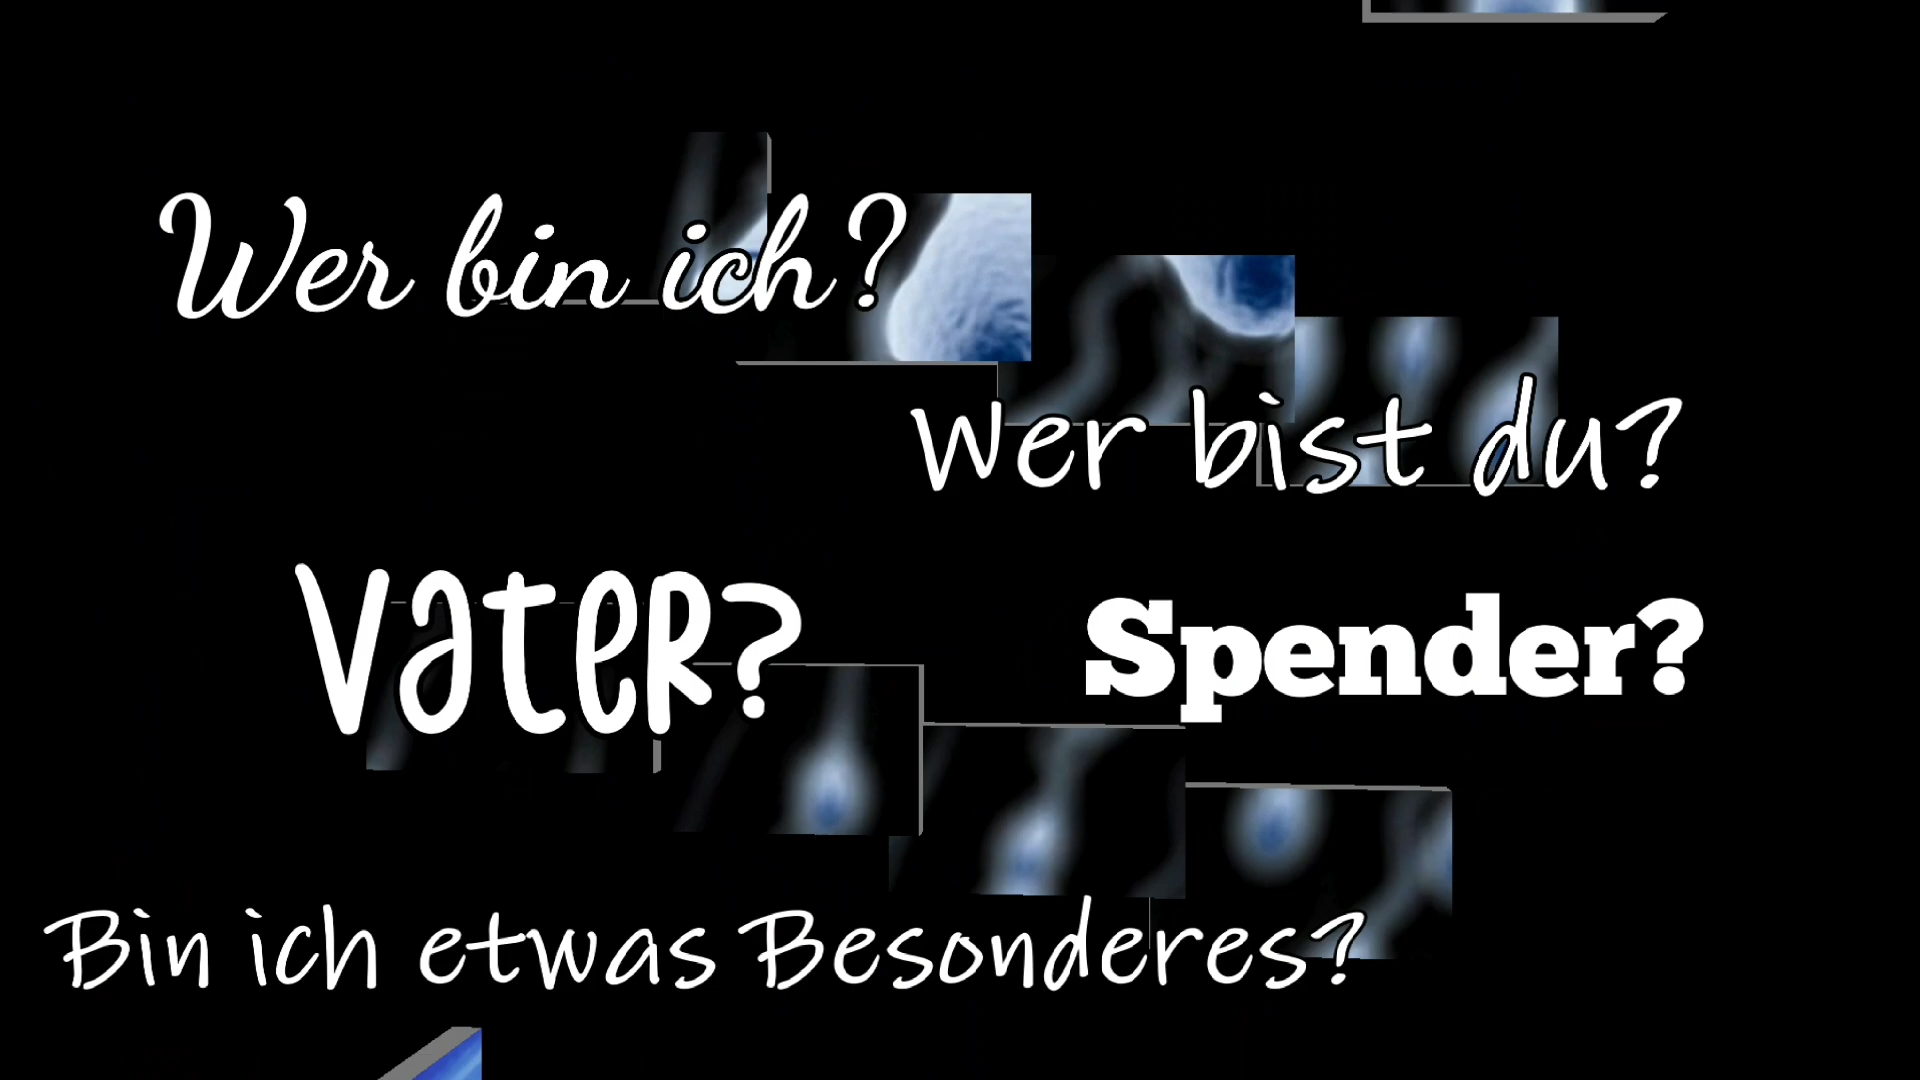 Wer bin ich?
Wer bist du?
Vater?
Spender?
Bin ich etwas Besonderes?